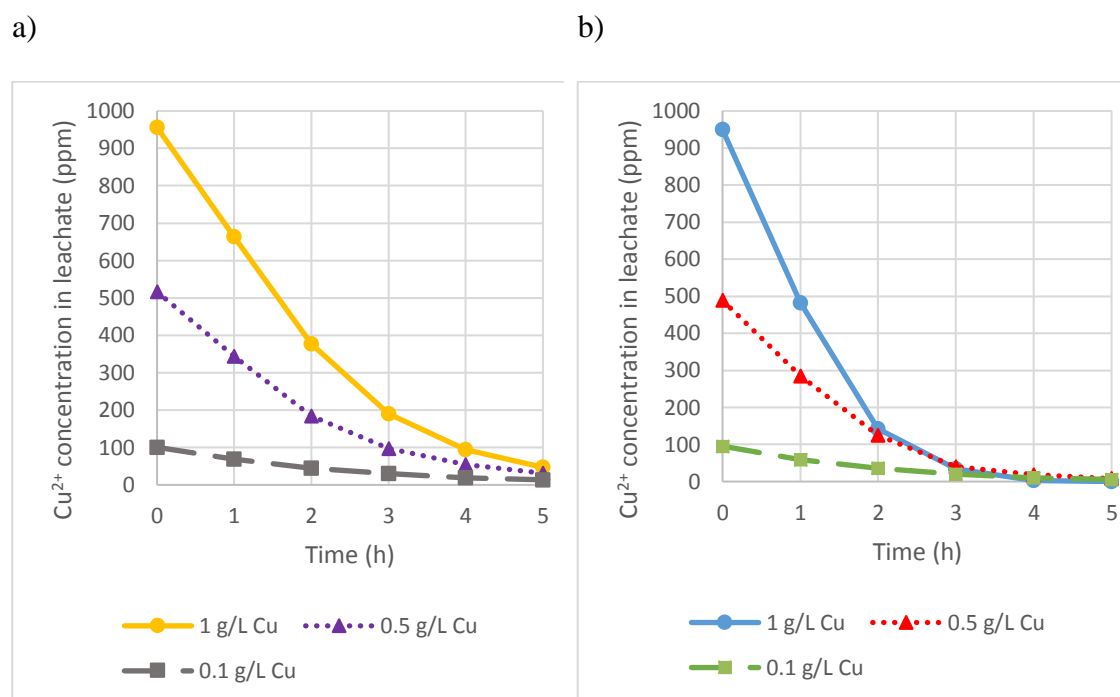 a)
b)
Cu²⁺ concentration in leachate (ppm)
1000
900
800
700
600
500
400
300
200
100
0
0 1 2 3 4 5
Time (h)
1 g/L Cu
0.5 g/L Cu
0.1 g/L Cu
Cu²⁺ concentration in leachate (ppm)
1000
900
800
700
600
500
400
300
200
100
0
0 1 2 3 4 5
Time (h)
1 g/L Cu
0.5 g/L Cu
0.1 g/L Cu